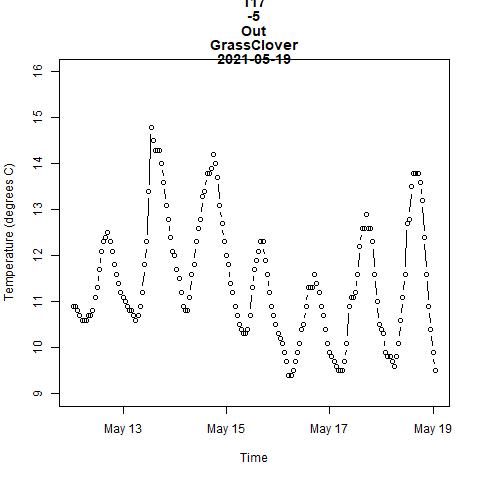 117
-5
Out
GrassClover
2021-05-19
Temperature (degrees C)
16
15
14
13
12
11
10
9
May 13
May 15
May 17
May 19
Time